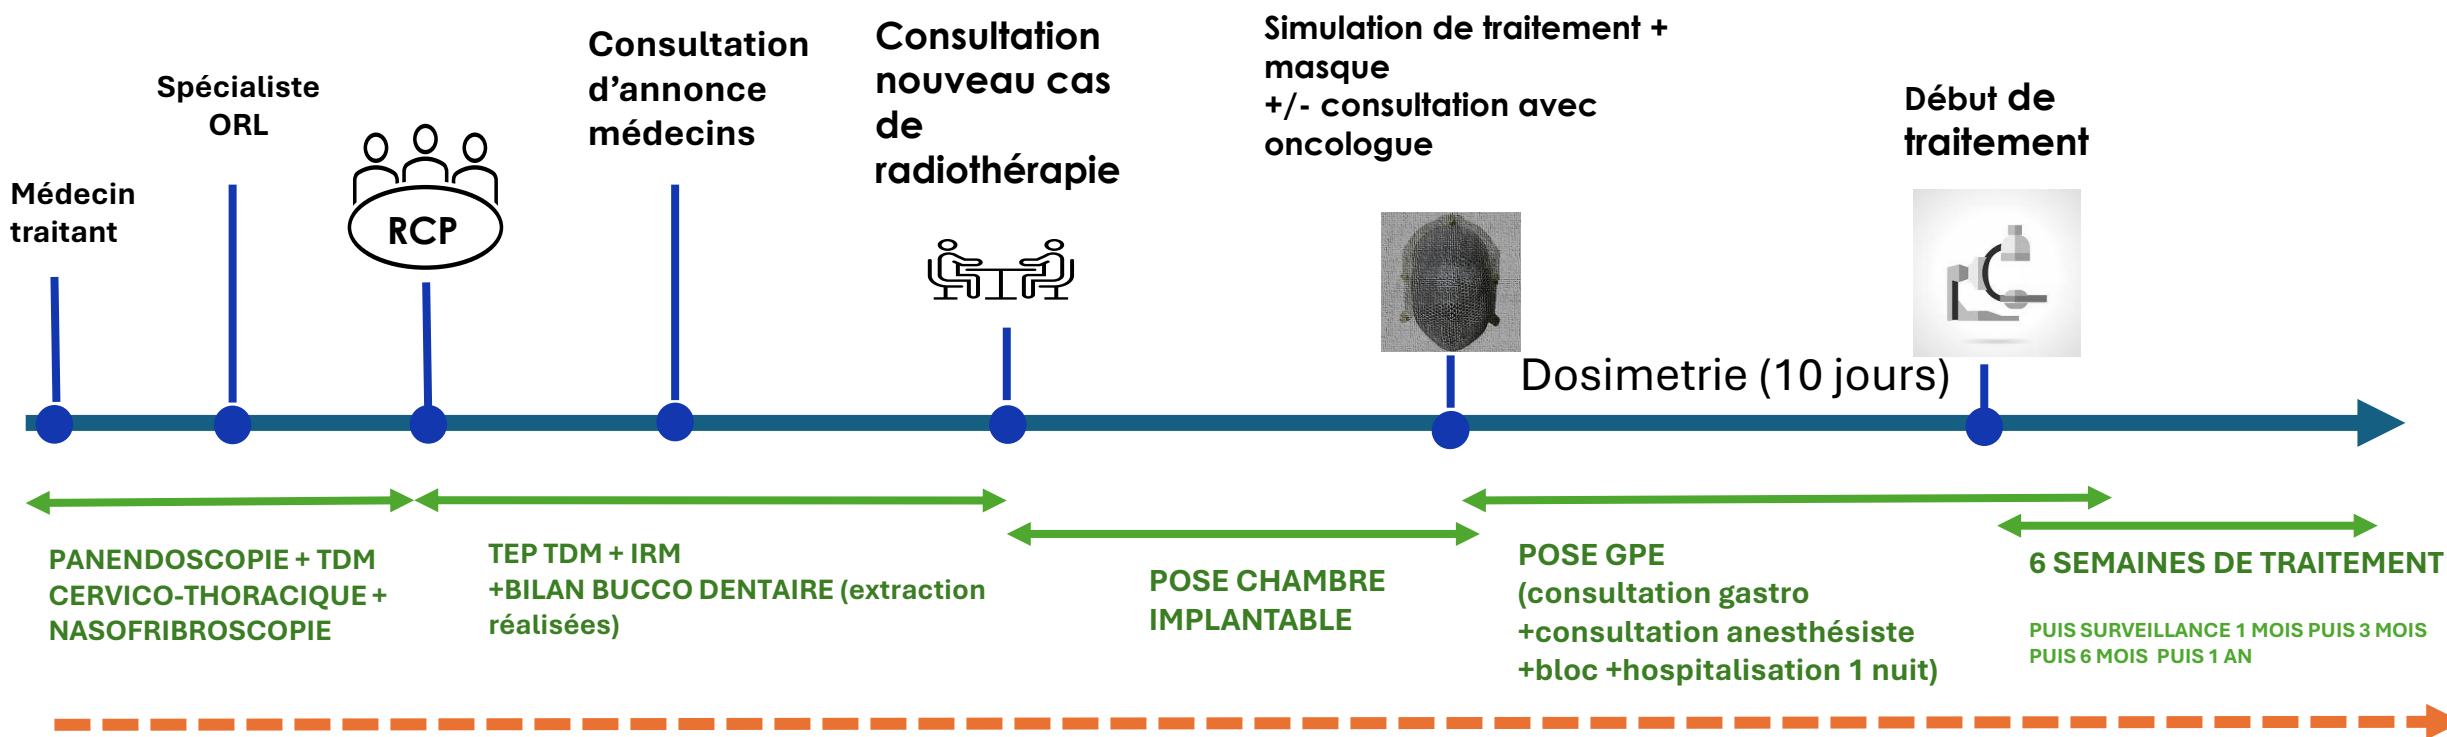 Médecin
traitant
Spécialiste
ORL
RCP
Consultation
d’annonce
médecins
Consultation
nouveau cas
de
radiothérapie
Simulation de traitement +
masque
+/- consultation avec
oncologue
Dosimetrie (10 jours)
Début de
traitement
PANENDOSCOPIE + TDM
CERVICO-THORACIQUE +
NASOFRIBROSCOPIE
TEP TDM + IRM
+BILAN BUCCO DENTAIRE (extraction
réalisées)
POSE CHAMBRE
IMPLANTABLE
POSE GPE
(consultation gastro
+consultation anesthésiste
+bloc +hospitalisation 1 nuit)
6 SEMAINES DE TRAITEMENT
PUIS SURVEILLANCE 1 MOIS PUIS 3 MOIS
PUIS 6 MOIS PUIS 1 AN